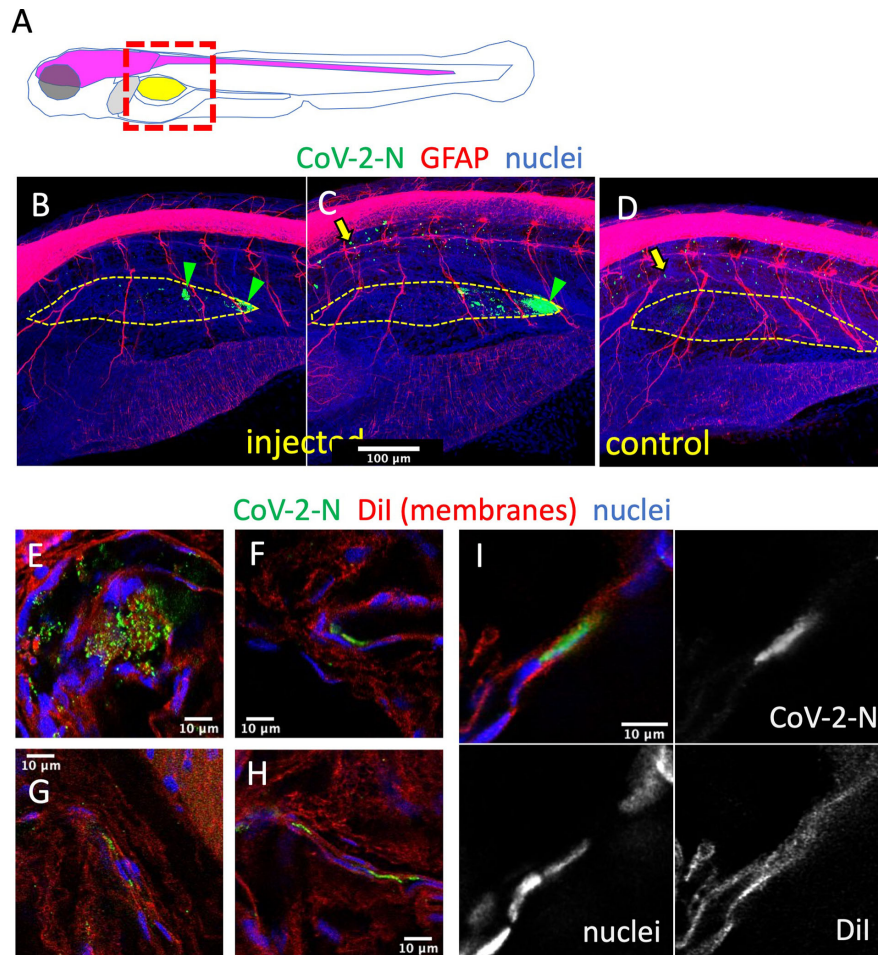 A
CoV-2-N GFAP nuclei
B
C
D
injected
100 µm
control
CoV-2-N DiI (membranes) nuclei
E
10 µm
F
10 µm
I
10 µm
CoV-2-N
10 µm
G
H
10 µm
nuclei
DiI